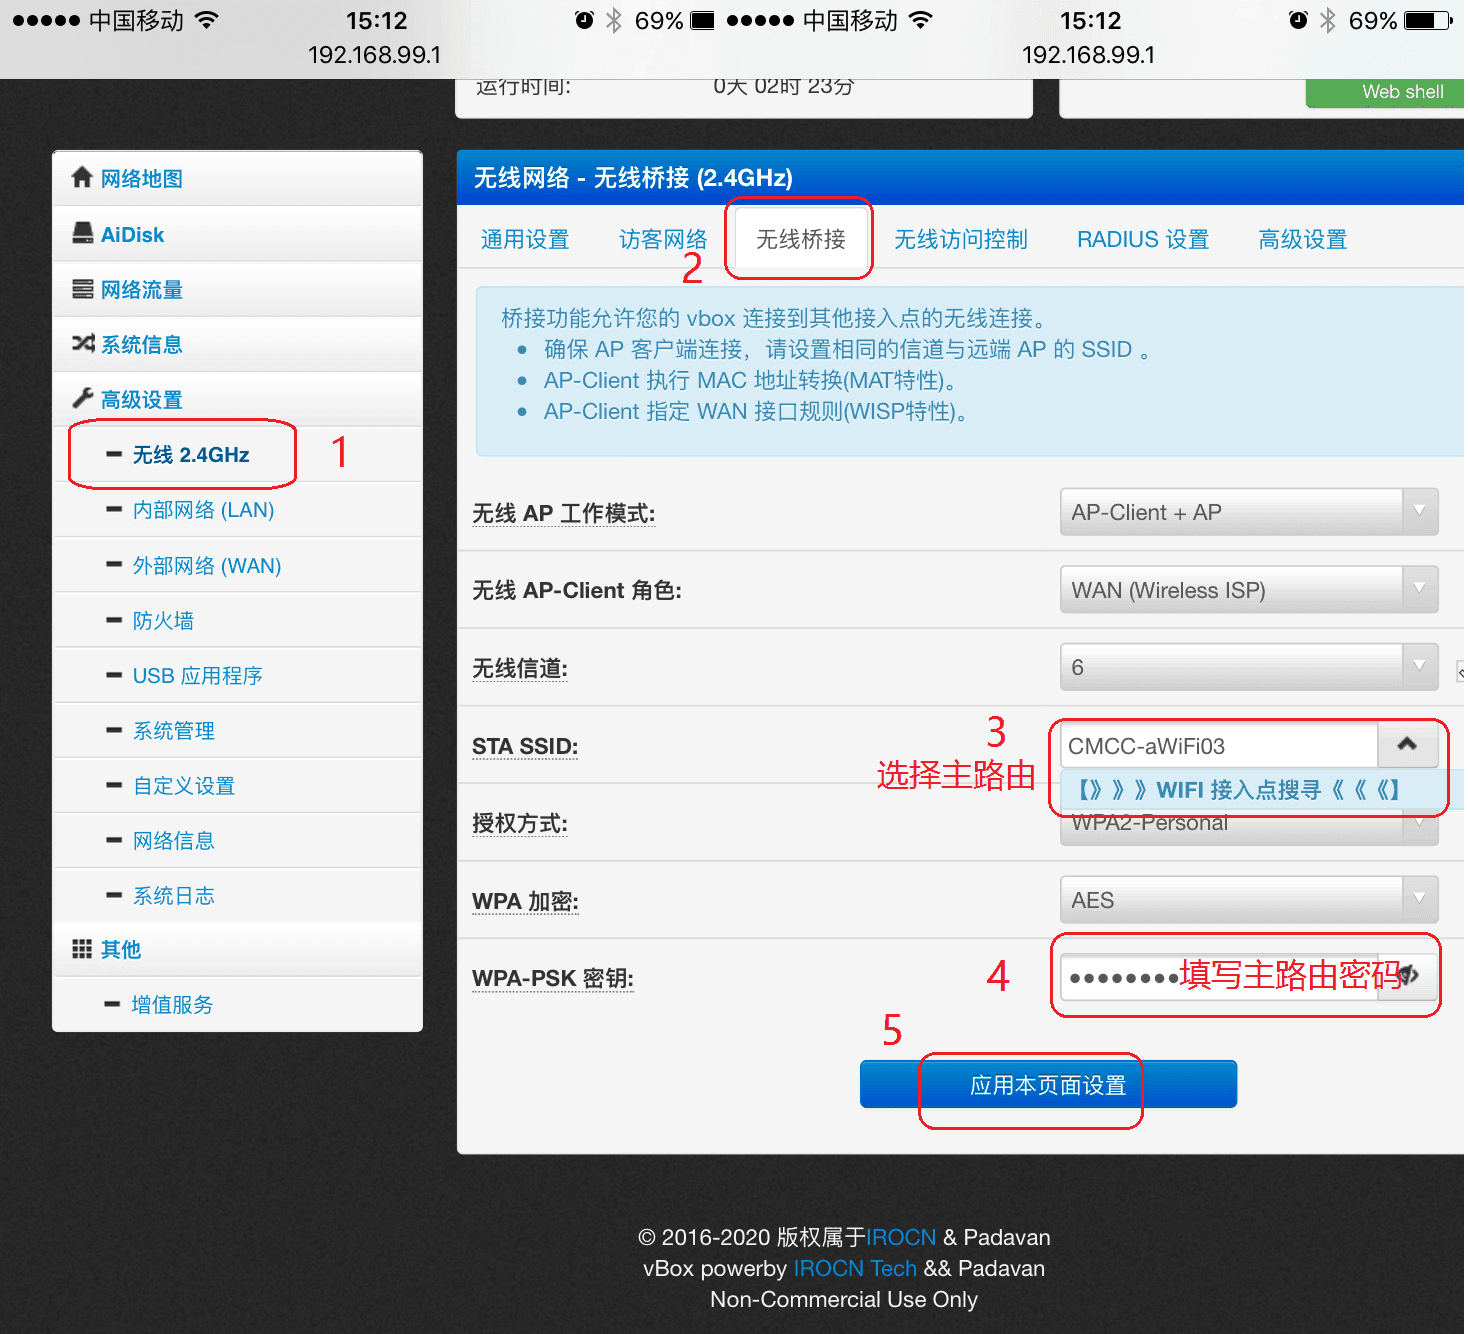 中国移动 15:12 69%
192.168.99.1
中国移动 15:12 69%
192.168.99.1
运行时间: 0天 02时 23分
Web shell
网络地图
AiDisk
网络流量
系统信息
高级设置
无线 2.4GHz
1
内部网络 (LAN)
外部网络 (WAN)
防火墙
USB 应用程序
系统管理
自定义设置
网络信息
系统日志
其他
增值服务
无线网络 - 无线桥接 (2.4GHz)
通用设置 访客网络 无线桥接 无线访问控制 RADIUS 设置 高级设置
2
桥接功能允许您的 vbox 连接到其他接入点的无线连接。
• 确保 AP 客户端连接，请设置相同的信道与远端 AP 的 SSID 。
• AP-Client 执行 MAC 地址转换(MAT特性)。
• AP-Client 指定 WAN 接口规则(WISP特性)。
无线 AP 工作模式: AP-Client + AP
无线 AP-Client 角色: WAN (Wireless ISP)
无线信道: 6
3
STA SSID: CMCC-aWiFi03
选择主路由
【》》》WIFI 接入点搜寻《《《】
授权方式: WPA2-Personal
WPA 加密: AES
WPA-PSK 密钥: 4 ••••••••填写主路由密码
5
应用本页面设置
© 2016-2020 版权属于IROCN & Padavan
vBox powerby IROCN Tech && Padavan
Non-Commercial Use Only